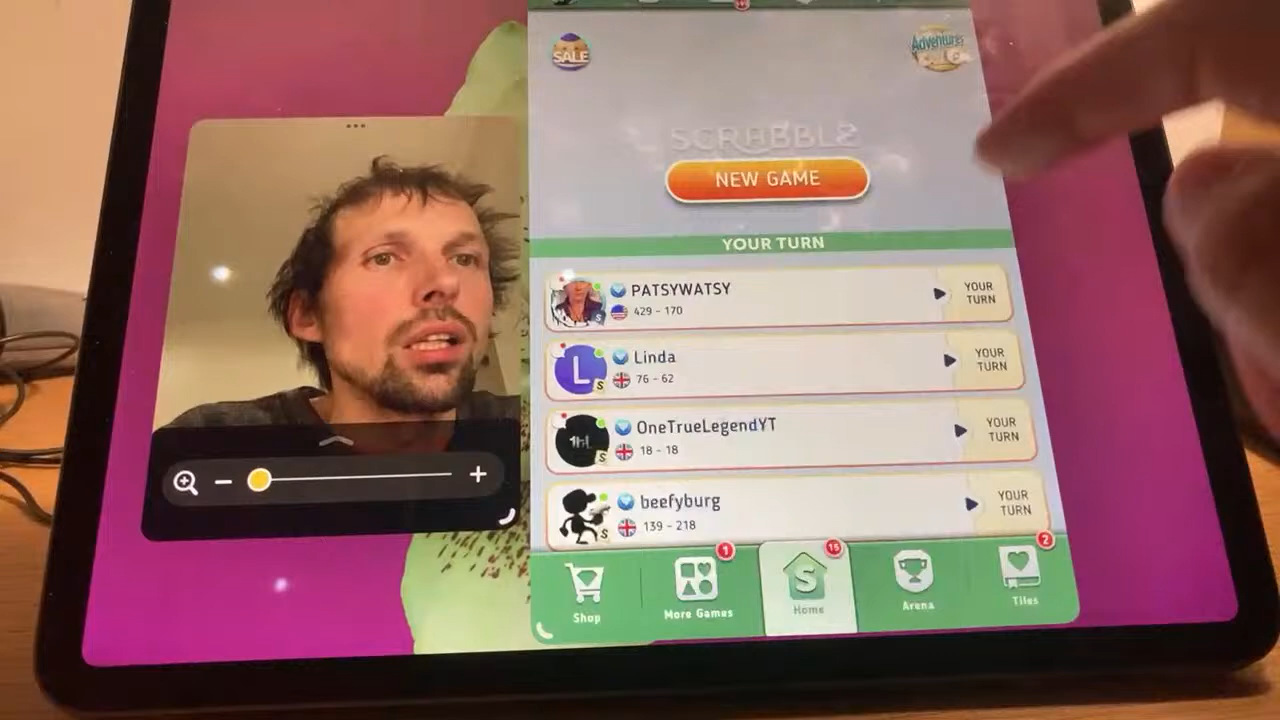 SALE
Adventures
SCRABBLE
NEW GAME
YOUR TURN
PATSYWATSY
429 - 170
YOUR TURN
L
S
Linda
76 - 62
YOUR TURN
OneTrueLegendYT
18 - 18
S
YOUR TURN
beefyburg
139 - 218
S
YOUR TURN
Shop
1
More Games
15
S
Home
Arena
2
Tiles